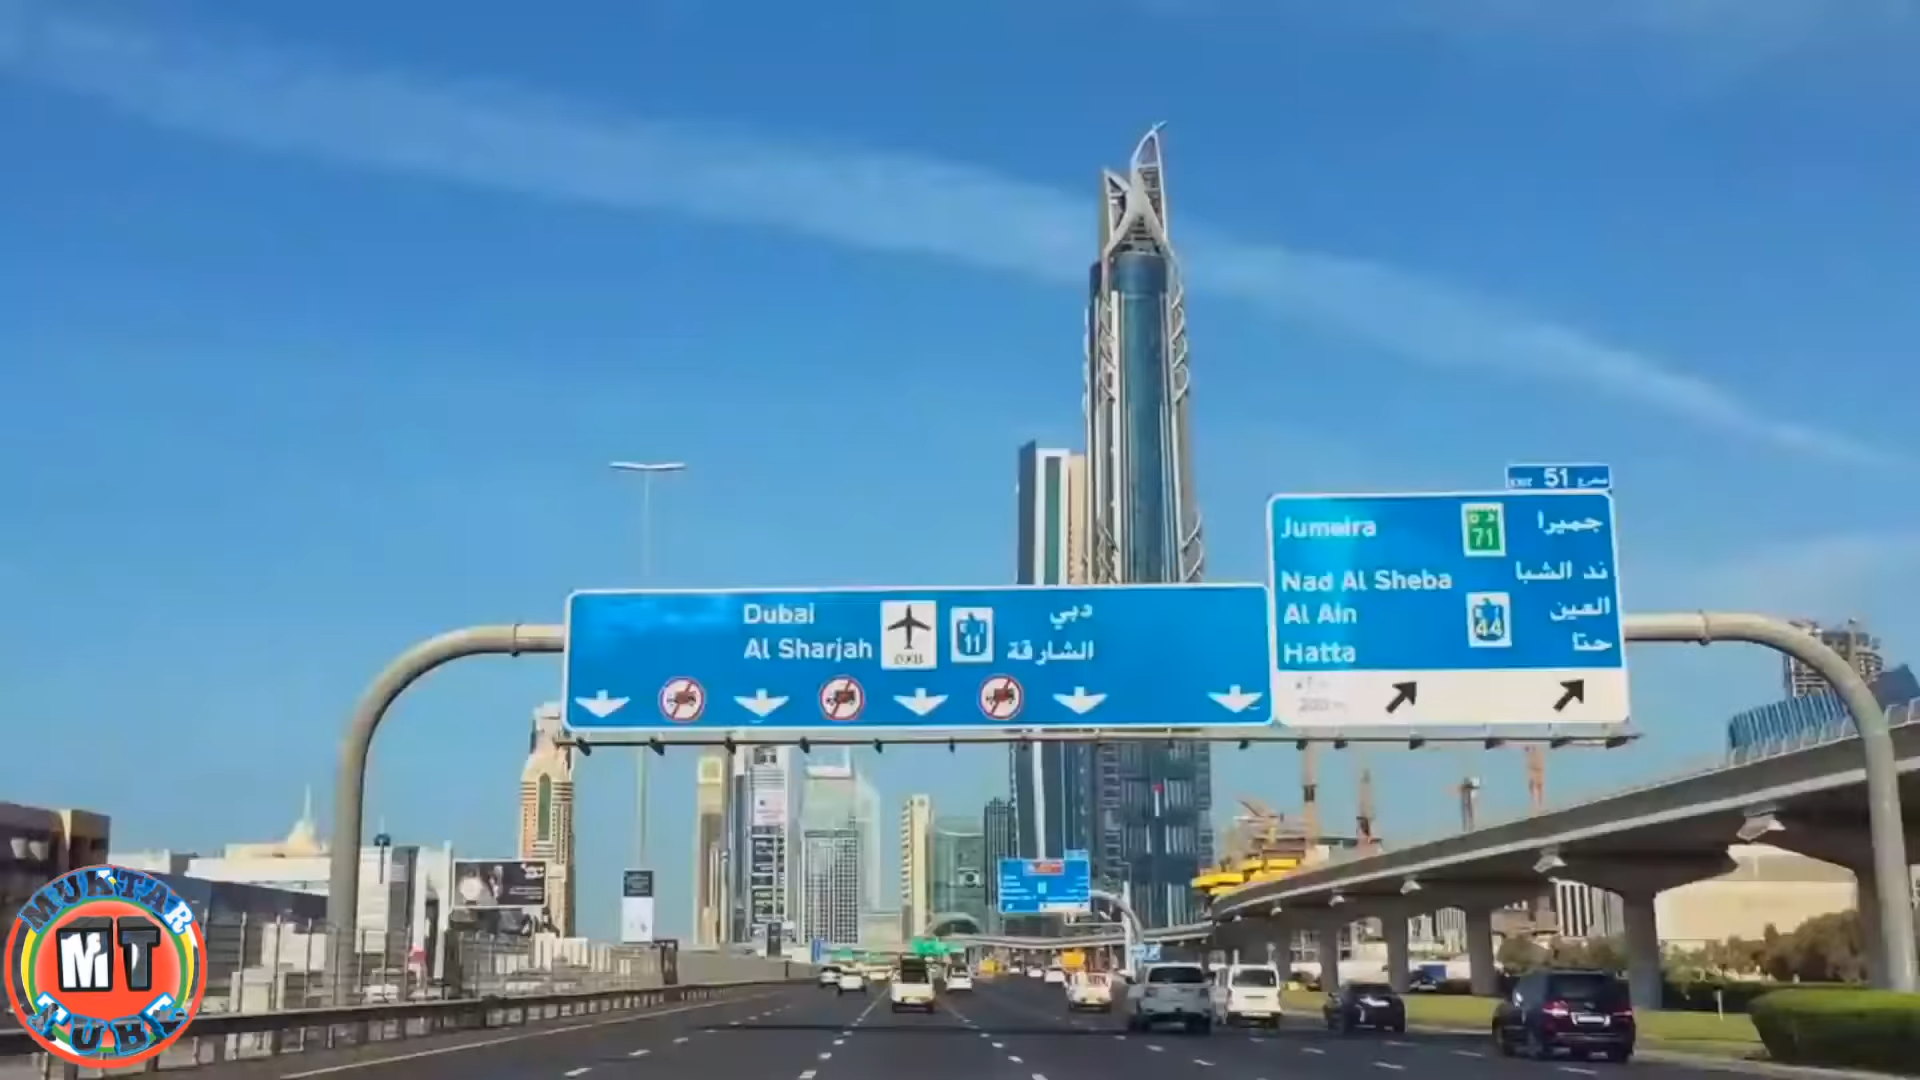 51 مخرج
Jumeira 71 جميرا
Nad Al Sheba ند الشبا
Al Ain 44 العين
Hatta حتا
Dubai دبي
Al Sharjah 11 الشارقة
DXB
MUKTAR
MT
TUBE